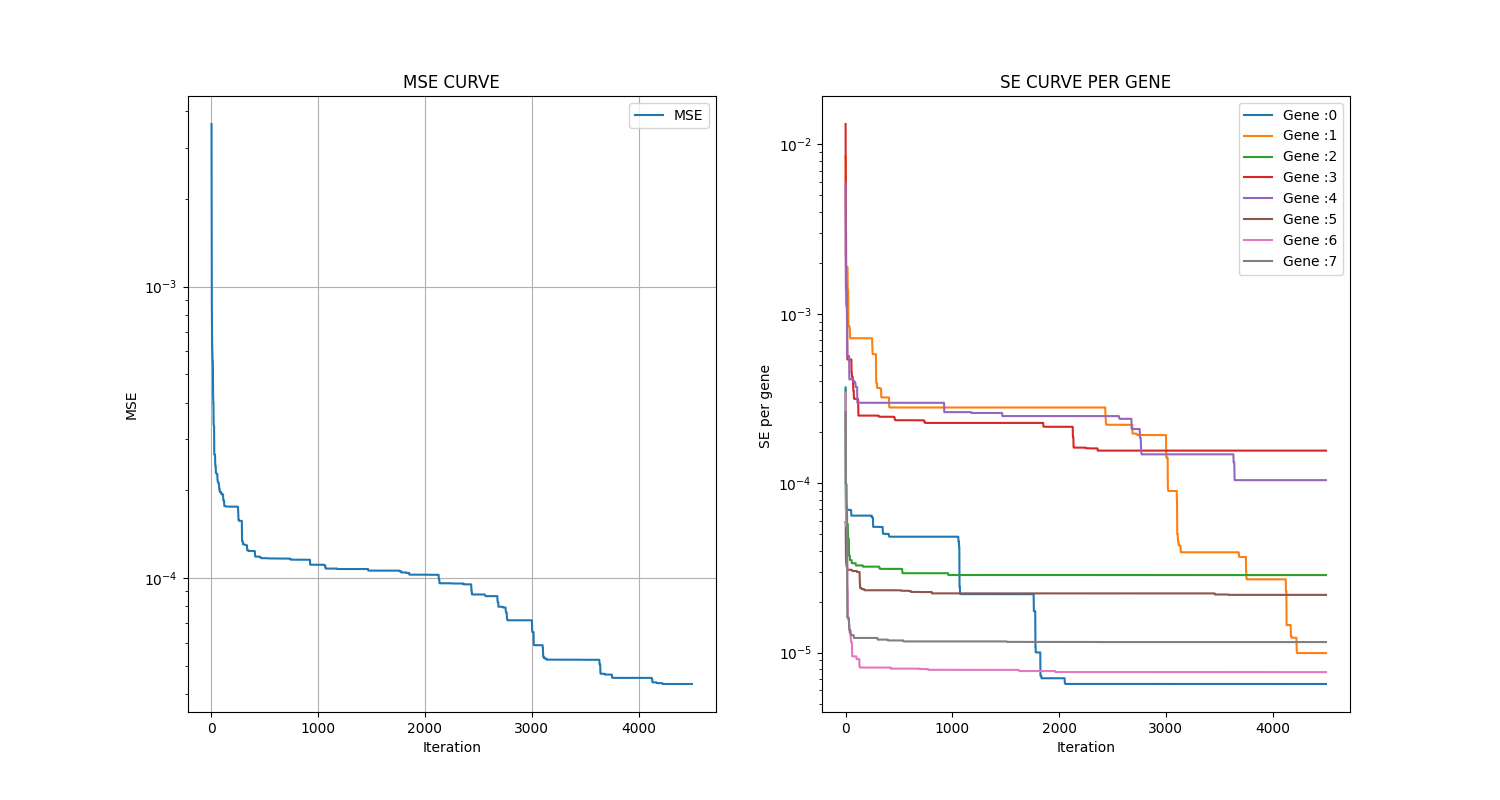 MSE CURVE
MSE
10⁻³
10⁻⁴
MSE
0 1000 2000 3000 4000
Iteration
SE CURVE PER GENE
Gene :0
Gene :1
Gene :2
Gene :3
Gene :4
Gene :5
Gene :6
Gene :7
10⁻²
10⁻³
10⁻⁴
10⁻⁵
SE per gene
0 1000 2000 3000 4000
Iteration